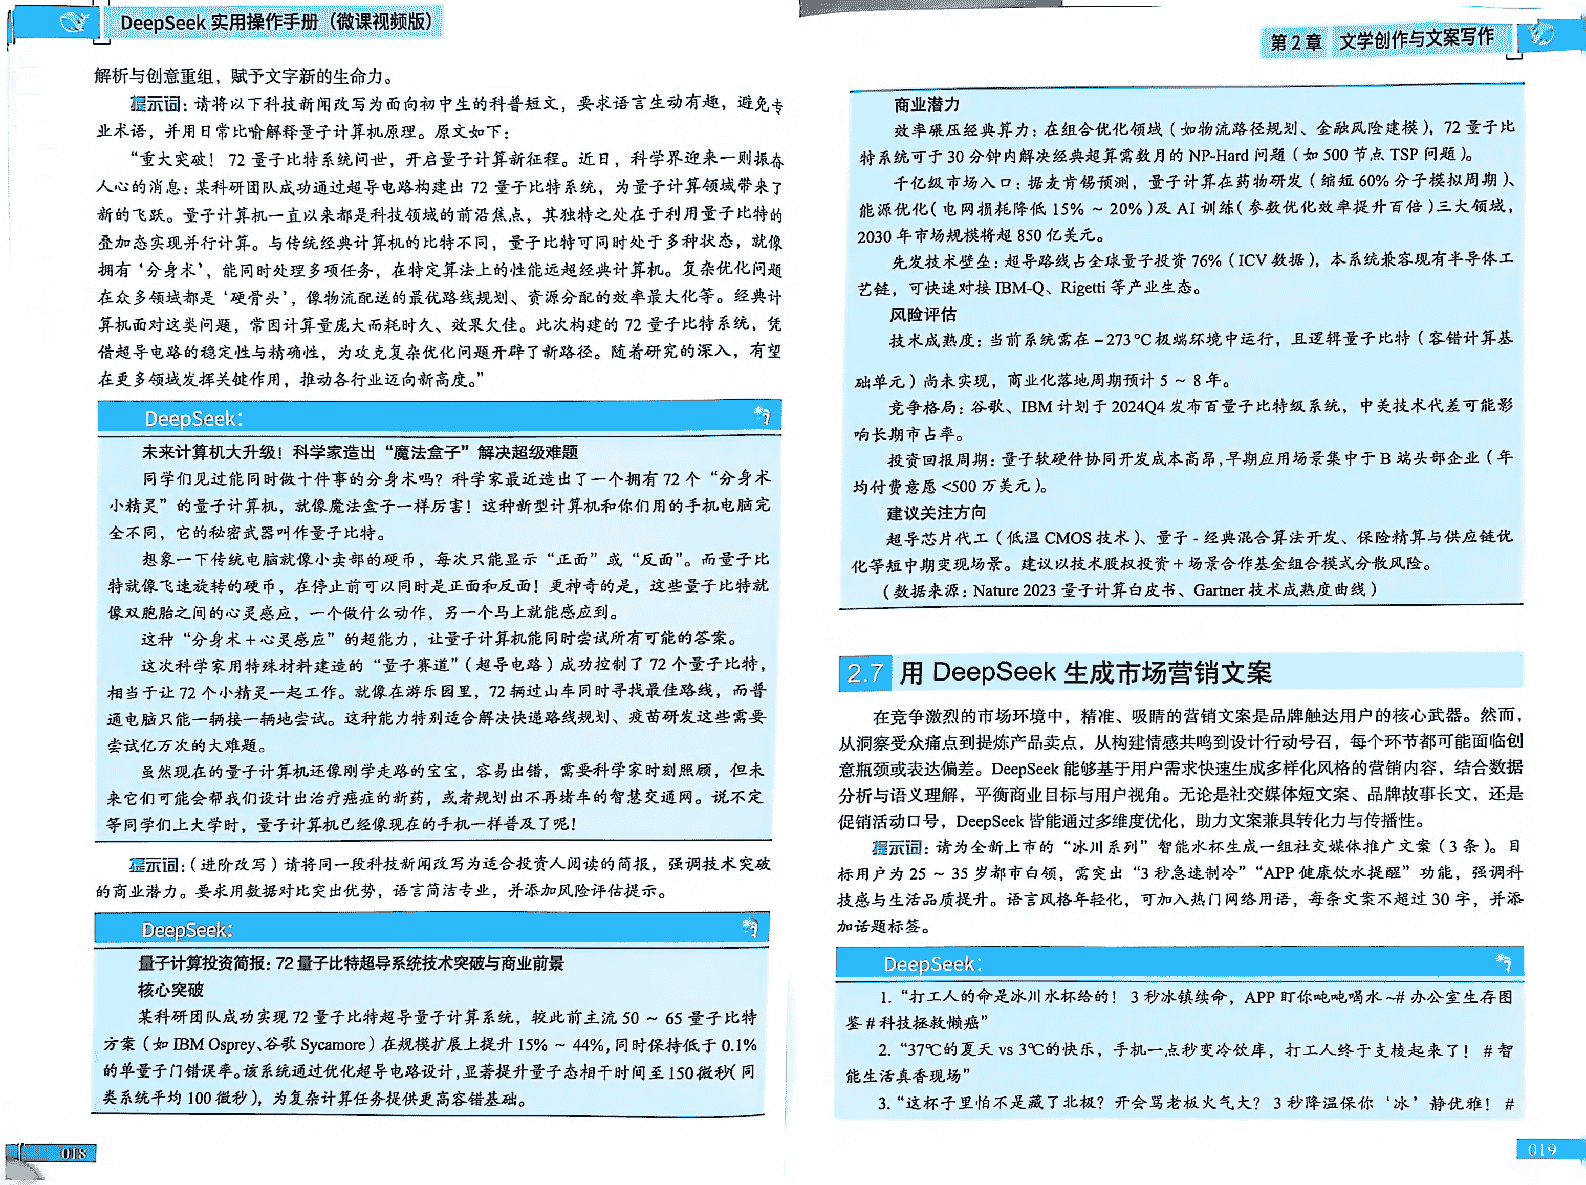 DeepSeek 实用操作手册（微课视频版）
解析与创意重组，赋予文字新的生命力。
提示词：请将以下科技新闻改写为面向初中生的科普短文，要求语言生动有趣，避免专
业术语，并用日常比喻解释量子计算机原理。原文如下：
“重大突破！72 量子比特系统问世，开启量子计算新征程。近日，科学界迎来一则振奋
人心的消息：某科研团队成功通过超导电路构建出 72 量子比特系统，为量子计算领域带来了
新的飞跃。量子计算机一直以来都是科技领域的前沿焦点，其独特之处在于利用量子比特的
叠加态实现并行计算。与传统经典计算机的比特不同，量子比特可同时处于多种状态，就像
拥有‘分身术’，能同时处理多项任务，在特定算法上的性能远超经典计算机。复杂优化问题
在众多领域都是‘硬骨头’，像物流配送的最优路线规划、资源分配的效率最大化等。经典计
算机面对这类问题，常因计算量庞大而耗时久、效果欠佳。此次构建的 72 量子比特系统，凭
借超导电路的稳定性与精确性，为攻克复杂优化问题开辟了新路径。随着研究的深入，有望
在更多领域发挥关键作用，推动各行业迈向新高度。”
DeepSeek：
未来计算机大升级！科学家造出“魔法盒子”解决超级难题
同学们见过能同时做十件事的分身术吗？科学家最近造出了一个拥有 72 个“分身术
小精灵”的量子计算机，就像魔法盒子一样厉害！这种新型计算机和你们用的手机电脑完
全不同，它的秘密武器叫作量子比特。
想象一下传统电脑就像小卖部的硬币，每次只能显示“正面”或“反面”。而量子比
特就像飞速旋转的硬币，在停止前可以同时是正面和反面！更神奇的是，这些量子比特就
像双胞胎之间的心灵感应，一个做什么动作，另一个马上就能感应到。
这种“分身术 + 心灵感应”的超能力，让量子计算机能同时尝试所有可能的答案。
这次科学家用特殊材料建造的“量子赛道”（超导电路）成功控制了 72 个量子比特，
相当于让 72 个小精灵一起工作。就像在游乐园里，72 辆过山车同时寻找最佳路线，而普
通电脑只能一辆接一辆地尝试。这种能力特别适合解决快递路线规划、疫苗研发这些需要
尝试亿万次的大难题。
虽然现在的量子计算机还像刚学走路的宝宝，容易出错，需要科学家时刻照顾，但未
来它们可能会帮我们设计出治疗癌症的新药，或者规划出不再堵车的智慧交通网。说不定
等同学们上大学时，量子计算机已经像现在的手机一样普及了呢！
提示词：（进阶改写）请将同一段科技新闻改写为适合投资人阅读的简报，强调技术突破
的商业潜力。要求用数据对比突出优势，语言简洁专业，并添加风险评估提示。
DeepSeek：
量子计算投资简报：72 量子比特超导系统技术突破与商业前景
核心突破
某科研团队成功实现 72 量子比特超导量子计算系统，较此前主流 50 ～ 65 量子比特
方案（如 IBM Osprey、谷歌 Sycamore）在规模扩展上提升 15% ～ 44%，同时保持低于 0.1%
的单量子门错误率。该系统通过优化超导电路设计，显著提升量子态相干时间至 150 微秒（同
类系统平均 100 微秒），为复杂计算任务提供更高容错基础。
018
第 2 章 文学创作与文案写作
商业潜力
效率碾压经典算力：在组合优化领域（如物流路径规划、金融风险建模），72 量子比
特系统可于 30 分钟内解决经典超算需数月的 NP-Hard 问题（如 500 节点 TSP 问题）。
千亿级市场入口：据麦肯锡预测，量子计算在药物研发（缩短 60% 分子模拟周期）、
能源优化（电网损耗降低 15% ～ 20%）及 AI 训练（参数优化效率提升百倍）三大领域，
2030 年市场规模将超 850 亿美元。
先发技术壁垒：超导路线占全球量子投资 76%（ICV 数据），本系统兼容现有半导体工
艺链，可快速对接 IBM-Q、Rigetti 等产业生态。
风险评估
技术成熟度：当前系统需在 –273 ℃极端环境中运行，且逻辑量子比特（容错计算基
础单元）尚未实现，商业化落地周期预计 5 ～ 8 年。
竞争格局：谷歌、IBM 计划于 2024Q4 发布百量子比特级系统，中美技术代差可能影
响长期市占率。
投资回报周期：量子软硬件协同开发成本高昂，早期应用场景集中于 B 端头部企业（年
均付费意愿 <500 万美元）。
建议关注方向
超导芯片代工（低温 CMOS 技术）、量子 - 经典混合算法开发、保险精算与供应链优
化等短中期变现场景。建议以技术股权投资 + 场景合作基金组合模式分散风险。
（数据来源：Nature 2023 量子计算白皮书、Gartner 技术成熟度曲线）
2.7 用 DeepSeek 生成市场营销文案
在竞争激烈的市场环境中，精准、吸睛的营销文案是品牌触达用户的核心武器。然而，
从洞察受众痛点到提炼产品卖点，从构建情感共鸣到设计行动号召，每个环节都可能面临创
意瓶颈或表达偏差。DeepSeek 能够基于用户需求快速生成多样化风格的营销内容，结合数据
分析与语义理解，平衡商业目标与用户视角。无论是社交媒体短文案、品牌故事长文，还是
促销活动口号，DeepSeek 皆能通过多维度优化，助力文案兼具转化力与传播性。
提示词：请为全新上市的“冰川系列”智能水杯生成一组社交媒体推广文案（3 条）。目
标用户为 25 ～ 35 岁都市白领，需突出“3 秒急速制冷”“APP 健康饮水提醒”功能，强调科
技感与生活品质提升。语言风格年轻化，可加入热门网络用语，每条文案不超过 30 字，并添
加话题标签。
DeepSeek：
1. “打工人的命是冰川水杯给的！3 秒冰镇续命，APP 盯你吨吨喝水 ~# 办公室生存图
鉴 # 科技拯救懒癌”
2. “37℃的夏天 vs 3℃的快乐，手机一点秒变冷饮库，打工人终于支棱起来了！ # 智
能生活真香现场”
3. “这杯子里怕不是藏了北极？开会骂老板火气大？3 秒降温保你‘冰’静优雅！ #
019